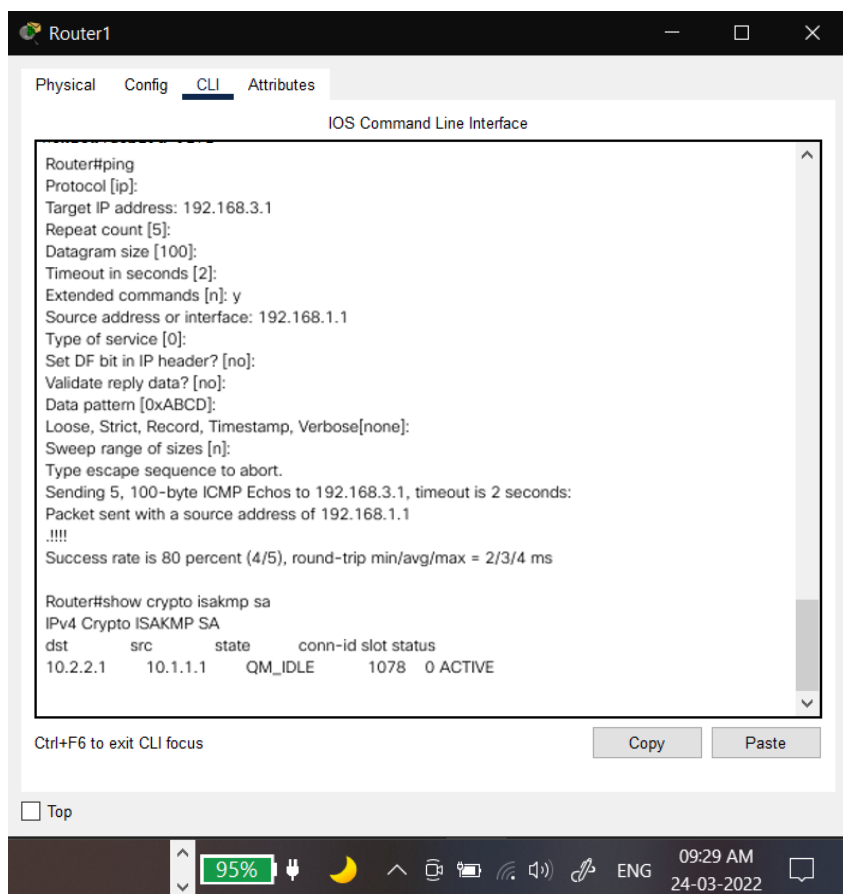 Router1
Physical Config CLI Attributes
IOS Command Line Interface
Router#ping
Protocol [ip]:
Target IP address: 192.168.3.1
Repeat count [5]:
Datagram size [100]:
Timeout in seconds [2]:
Extended commands [n]: y
Source address or interface: 192.168.1.1
Type of service [0]:
Set DF bit in IP header? [no]:
Validate reply data? [no]:
Data pattern [0xABCD]:
Loose, Strict, Record, Timestamp, Verbose[none]:
Sweep range of sizes [n]:
Type escape sequence to abort.
Sending 5, 100-byte ICMP Echos to 192.168.3.1, timeout is 2 seconds:
Packet sent with a source address of 192.168.1.1
.!!!!
Success rate is 80 percent (4/5), round-trip min/avg/max = 2/3/4 ms
Router#show crypto isakmp sa
IPv4 Crypto ISAKMP SA
dst src state conn-id slot status
10.2.2.1 10.1.1.1 QM_IDLE 1078 0 ACTIVE
Ctrl+F6 to exit CLI focus
Copy Paste
Top
95% ENG 09:29 AM
24-03-2022